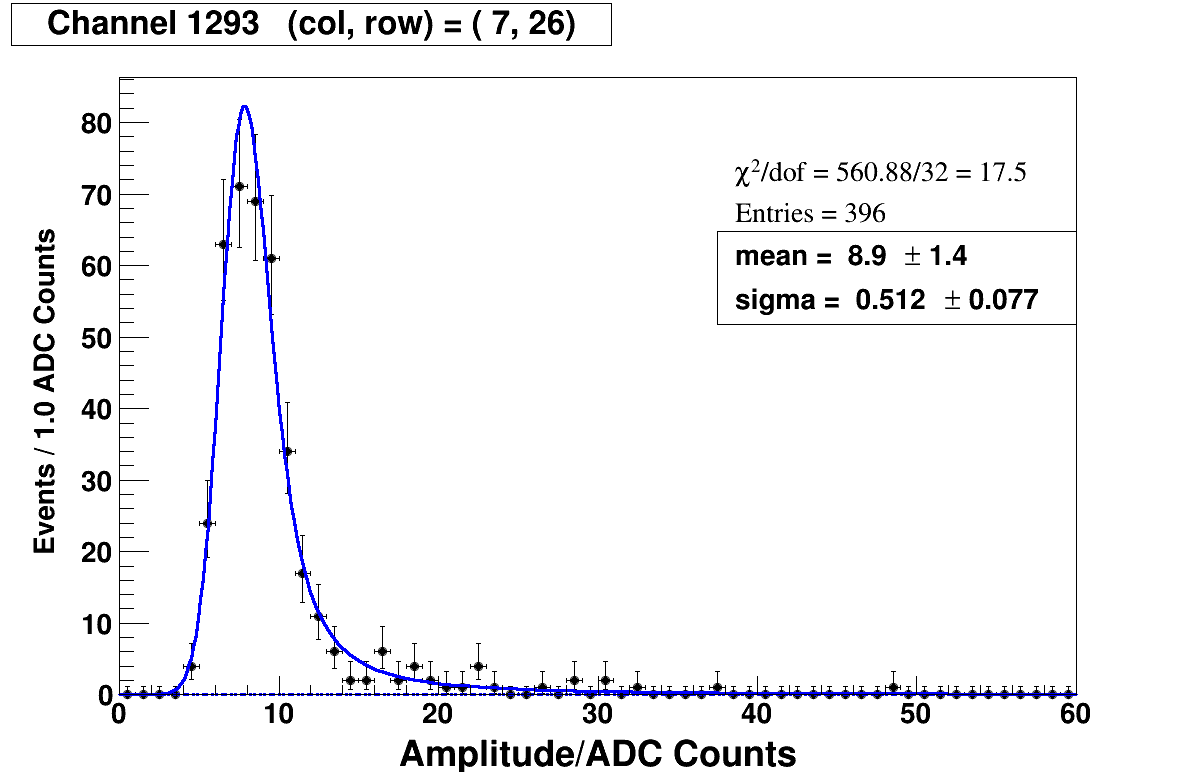 Channel 1293 (col, row) = ( 7, 26)
χ²/dof = 560.88/32 = 17.5
Entries = 396
mean = 8.9 ± 1.4
sigma = 0.512 ± 0.077
Events / 1.0 ADC Counts
80
70
60
50
40
30
20
10
0
0 10 20 30 40 50 60
Amplitude/ADC Counts